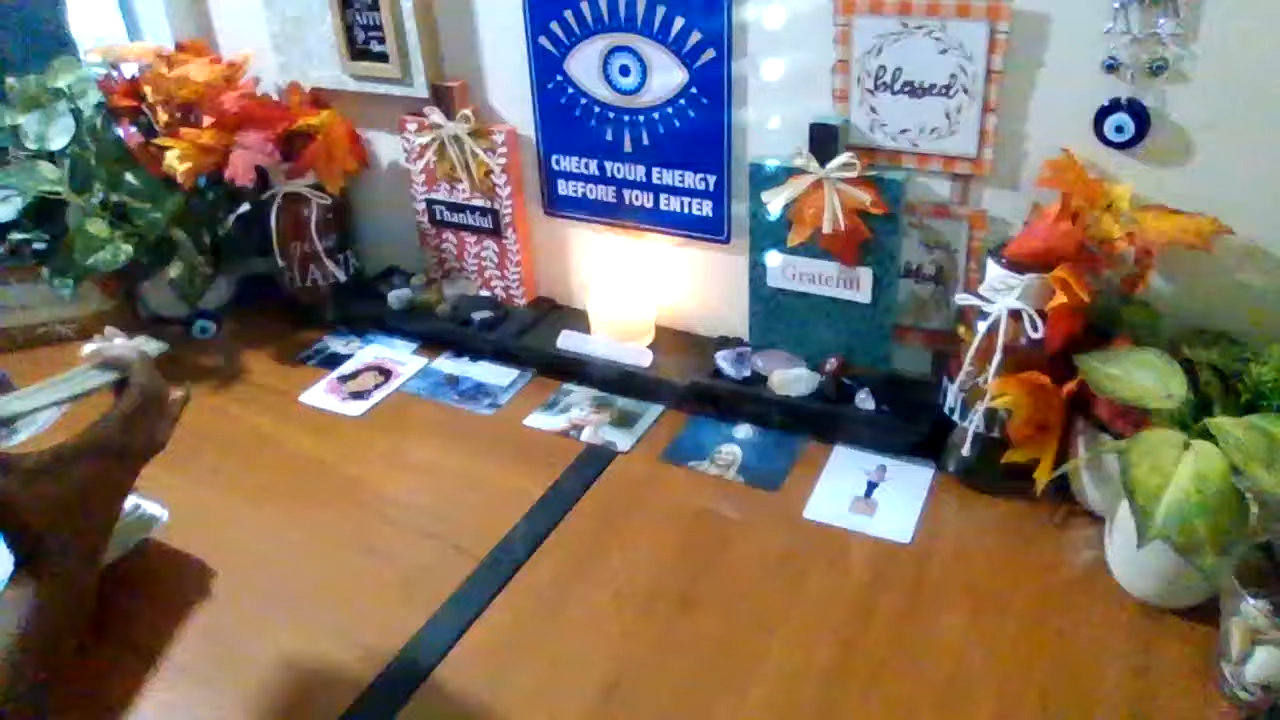 CHECK YOUR ENERGY
BEFORE YOU ENTER
blessed
Thankful
Grateful